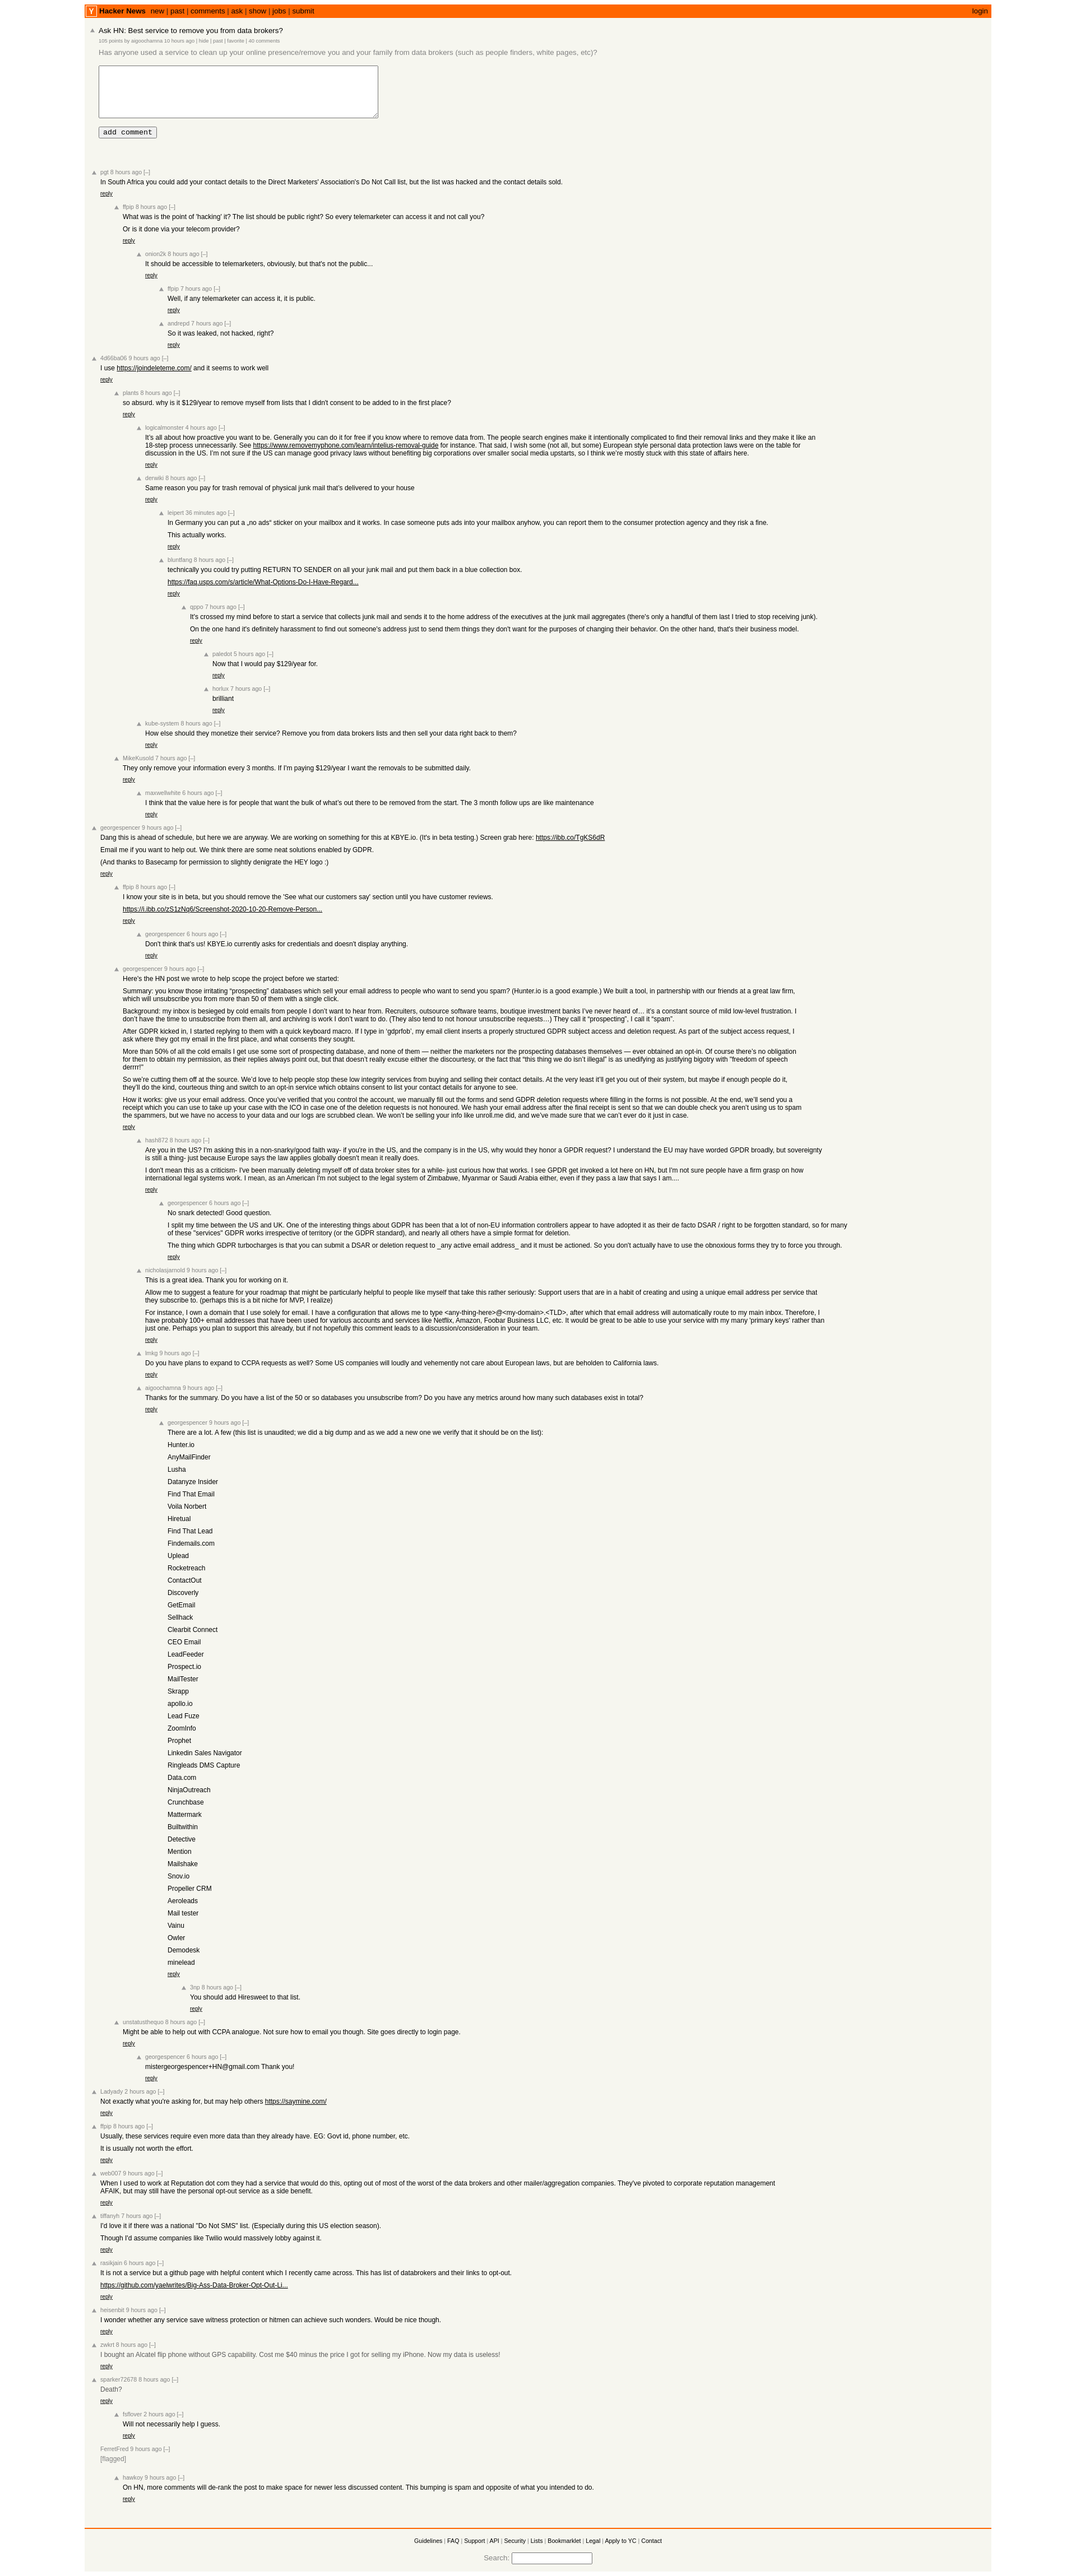 Y Hacker News new | past | comments | ask | show | jobs | submit login
Ask HN: Best service to remove you from data brokers?
105 points by aigoochamna 10 hours ago | hide | past | favorite | 40 comments
Has anyone used a service to clean up your online presence/remove you and your family from data brokers (such as people finders, white pages, etc)?
add comment
pgt 8 hours ago [–]
In South Africa you could add your contact details to the Direct Marketers' Association's Do Not Call list, but the list was hacked and the contact details sold.
reply
ffpip 8 hours ago [–]
What was is the point of 'hacking' it? The list should be public right? So every telemarketer can access it and not call you?
Or is it done via your telecom provider?
reply
onion2k 8 hours ago [–]
It should be accessible to telemarketers, obviously, but that's not the public...
reply
ffpip 7 hours ago [–]
Well, if any telemarketer can access it, it is public.
reply
andrepd 7 hours ago [–]
So it was leaked, not hacked, right?
reply
4d66ba06 9 hours ago [–]
I use https://joindeleteme.com/ and it seems to work well
reply
plants 8 hours ago [–]
so absurd. why is it $129/year to remove myself from lists that I didn't consent to be added to in the first place?
reply
logicalmonster 4 hours ago [–]
It's all about how proactive you want to be. Generally you can do it for free if you know where to remove data from. The people search engines make it intentionally complicated to find their removal links and they make it like an
18-step process unnecessarily. See https://www.removemyphone.com/learn/intelius-removal-guide for instance. That said, I wish some (not all, but some) European style personal data protection laws were on the table for
discussion in the US. I'm not sure if the US can manage good privacy laws without benefiting big corporations over smaller social media upstarts, so I think we're mostly stuck with this state of affairs here.
reply
derwiki 8 hours ago [–]
Same reason you pay for trash removal of physical junk mail that's delivered to your house
reply
leipert 36 minutes ago [–]
In Germany you can put a „no ads“ sticker on your mailbox and it works. In case someone puts ads into your mailbox anyhow, you can report them to the consumer protection agency and they risk a fine.
This actually works.
reply
bluntfang 8 hours ago [–]
technically you could try putting RETURN TO SENDER on all your junk mail and put them back in a blue collection box.
https://faq.usps.com/s/article/What-Options-Do-I-Have-Regard...
reply
qppo 7 hours ago [–]
It's crossed my mind before to start a service that collects junk mail and sends it to the home address of the executives at the junk mail aggregates (there's only a handful of them last I tried to stop receiving junk).
On the one hand it's definitely harassment to find out someone's address just to send them things they don't want for the purposes of changing their behavior. On the other hand, that's their business model.
reply
paledot 5 hours ago [–]
Now that I would pay $129/year for.
reply
horlux 7 hours ago [–]
brilliant
reply
kube-system 8 hours ago [–]
How else should they monetize their service? Remove you from data brokers lists and then sell your data right back to them?
reply
MikeKusold 7 hours ago [–]
They only remove your information every 3 months. If I'm paying $129/year I want the removals to be submitted daily.
reply
maxwellwhite 6 hours ago [–]
I think that the value here is for people that want the bulk of what's out there to be removed from the start. The 3 month follow ups are like maintenance
reply
georgespencer 9 hours ago [–]
Dang this is ahead of schedule, but here we are anyway. We are working on something for this at KBYE.io. (It's in beta testing.) Screen grab here: https://ibb.co/TgKS6dR
Email me if you want to help out. We think there are some neat solutions enabled by GDPR.
(And thanks to Basecamp for permission to slightly denigrate the HEY logo :)
reply
ffpip 8 hours ago [–]
I know your site is in beta, but you should remove the 'See what our customers say' section until you have customer reviews.
https://i.ibb.co/zS1zNq6/Screenshot-2020-10-20-Remove-Person...
reply
georgespencer 6 hours ago [–]
Don't think that's us! KBYE.io currently asks for credentials and doesn't display anything.
reply
georgespencer 9 hours ago [–]
Here's the HN post we wrote to help scope the project before we started:
Summary: you know those irritating “prospecting” databases which sell your email address to people who want to send you spam? (Hunter.io is a good example.) We built a tool, in partnership with our friends at a great law firm,
which will unsubscribe you from more than 50 of them with a single click.
Background: my inbox is besieged by cold emails from people I don’t want to hear from. Recruiters, outsource software teams, boutique investment banks I’ve never heard of… it’s a constant source of mild low-level frustration. I
don’t have the time to unsubscribe from them all, and archiving is work I don’t want to do. (They also tend to not honour unsubscribe requests…) They call it “prospecting”, I call it “spam”.
After GDPR kicked in, I started replying to them with a quick keyboard macro. If I type in ‘gdprfob’, my email client inserts a properly structured GDPR subject access and deletion request. As part of the subject access request, I
ask where they got my email in the first place, and what consents they sought.
More than 50% of all the cold emails I get use some sort of prospecting database, and none of them — neither the marketers nor the prospecting databases themselves — ever obtained an opt-in. Of course there’s no obligation
for them to obtain my permission, as their replies always point out, but that doesn’t really excuse either the discourtesy, or the fact that “this thing we do isn’t illegal” is as unedifying as justifying bigotry with "freedom of speech
derrrr!"
So we’re cutting them off at the source. We’d love to help people stop these low integrity services from buying and selling their contact details. At the very least it’ll get you out of their system, but maybe if enough people do it,
they’ll do the kind, courteous thing and switch to an opt-in service which obtains consent to list your contact details for anyone to see.
How it works: give us your email address. Once you’ve verified that you control the account, we manually fill out the forms and send GDPR deletion requests where filling in the forms is not possible. At the end, we’ll send you a
receipt which you can use to take up your case with the ICO in case one of the deletion requests is not honoured. We hash your email address after the final receipt is sent so that we can double check you aren’t using us to spam
the spammers, but we have no access to your data and our logs are scrubbed clean. We won’t be selling your info like unroll.me did, and we’ve made sure that we can’t ever do it just in case.
reply
hash872 8 hours ago [–]
Are you in the US? I'm asking this in a non-snarky/good faith way- if you're in the US, and the company is in the US, why would they honor a GDPR request? I understand the EU may have worded GDPR broadly, but sovereignty
is still a thing- just because Europe says the law applies globally doesn't mean it really does.
I don't mean this as a criticism- I've been manually deleting myself off of data broker sites for a while- just curious how that works. I see GPDR get invoked a lot here on HN, but I'm not sure people have a firm grasp on how
international legal systems work. I mean, as an American I'm not subject to the legal system of Zimbabwe, Myanmar or Saudi Arabia either, even if they pass a law that says I am....
reply
georgespencer 6 hours ago [–]
No snark detected! Good question.
I split my time between the US and UK. One of the interesting things about GDPR has been that a lot of non-EU information controllers appear to have adopted it as their de facto DSAR / right to be forgotten standard, so for many
of these "services" GDPR works irrespective of territory (or the GDPR standard), and nearly all others have a simple format for deletion.
The thing which GDPR turbocharges is that you can submit a DSAR or deletion request to _any active email address_ and it must be actioned. So you don't actually have to use the obnoxious forms they try to force you through.
reply
nicholasjarnold 9 hours ago [–]
This is a great idea. Thank you for working on it.
Allow me to suggest a feature for your roadmap that might be particularly helpful to people like myself that take this rather seriously: Support users that are in a habit of creating and using a unique email address per service that
they subscribe to. (perhaps this is a bit niche for MVP, I realize)
For instance, I own a domain that I use solely for email. I have a configuration that allows me to type <any-thing-here>@<my-domain>.<TLD>, after which that email address will automatically route to my main inbox. Therefore, I
have probably 100+ email addresses that have been used for various accounts and services like Netflix, Amazon, Foobar Business LLC, etc. It would be great to be able to use your service with my many 'primary keys' rather than
just one. Perhaps you plan to support this already, but if not hopefully this comment leads to a discussion/consideration in your team.
reply
lmkg 9 hours ago [–]
Do you have plans to expand to CCPA requests as well? Some US companies will loudly and vehemently not care about European laws, but are beholden to California laws.
reply
aigoochamna 9 hours ago [–]
Thanks for the summary. Do you have a list of the 50 or so databases you unsubscribe from? Do you have any metrics around how many such databases exist in total?
reply
georgespencer 9 hours ago [–]
There are a lot. A few (this list is unaudited; we did a big dump and as we add a new one we verify that it should be on the list):
Hunter.io
AnyMailFinder
Lusha
Datanyze Insider
Find That Email
Voila Norbert
Hiretual
Find That Lead
Findemails.com
Uplead
Rocketreach
ContactOut
Discoverly
GetEmail
Sellhack
Clearbit Connect
CEO Email
LeadFeeder
Prospect.io
MailTester
Skrapp
apollo.io
Lead Fuze
ZoomInfo
Prophet
Linkedin Sales Navigator
Ringleads DMS Capture
Data.com
NinjaOutreach
Crunchbase
Mattermark
Builtwithin
Detective
Mention
Mailshake
Snov.io
Propeller CRM
Aeroleads
Mail tester
Vainu
Owler
Demodesk
minelead
reply
3np 8 hours ago [–]
You should add Hiresweet to that list.
reply
unstatusthequo 8 hours ago [–]
Might be able to help out with CCPA analogue. Not sure how to email you though. Site goes directly to login page.
reply
georgespencer 6 hours ago [–]
mistergeorgespencer+HN@gmail.com Thank you!
reply
Ladyady 2 hours ago [–]
Not exactly what you're asking for, but may help others https://saymine.com/
reply
ffpip 8 hours ago [–]
Usually, these services require even more data than they already have. EG: Govt id, phone number, etc.
It is usually not worth the effort.
reply
web007 9 hours ago [–]
When I used to work at Reputation dot com they had a service that would do this, opting out of most of the worst of the data brokers and other mailer/aggregation companies. They've pivoted to corporate reputation management
AFAIK, but may still have the personal opt-out service as a side benefit.
reply
tiffanyh 7 hours ago [–]
I'd love it if there was a national "Do Not SMS" list. (Especially during this US election season).
Though I'd assume companies like Twilio would massively lobby against it.
reply
rasikjain 6 hours ago [–]
It is not a service but a github page with helpful content which I recently came across. This has list of databrokers and their links to opt-out.
https://github.com/yaelwrites/Big-Ass-Data-Broker-Opt-Out-Li...
reply
heisenbit 9 hours ago [–]
I wonder whether any service save witness protection or hitmen can achieve such wonders. Would be nice though.
reply
zwkrt 8 hours ago [–]
I bought an Alcatel flip phone without GPS capability. Cost me $40 minus the price I got for selling my iPhone. Now my data is useless!
reply
sparker72678 8 hours ago [–]
Death?
reply
fsflover 2 hours ago [–]
Will not necessarily help I guess.
reply
FerretFred 9 hours ago [–]
[flagged]
hawkoy 9 hours ago [–]
On HN, more comments will de-rank the post to make space for newer less discussed content. This bumping is spam and opposite of what you intended to do.
reply
Guidelines | FAQ | Support | API | Security | Lists | Bookmarklet | Legal | Apply to YC | Contact
Search: